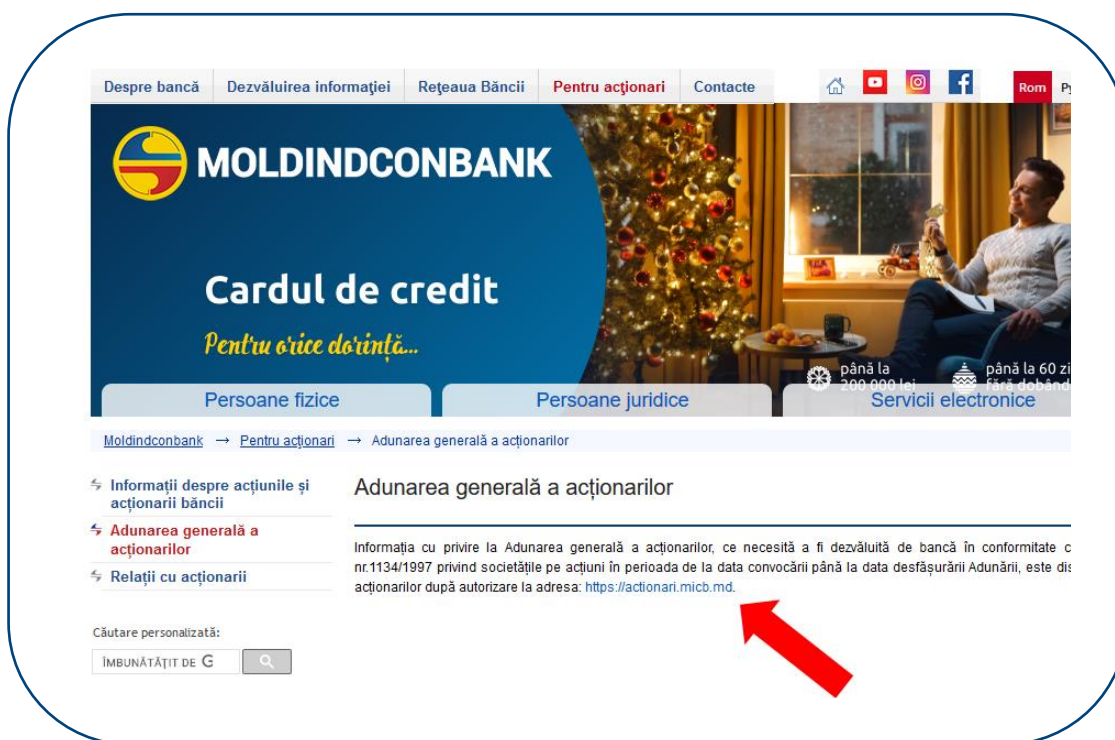 Despre bancă Dezvăluirea informației Rețeaua Băncii Pentru acționari Contacte Rom
MOLDINDCONBANK
Cardul de credit
Pentru orice dorință...
până la
200 000 lei
până la 60
fără
Persoane fizice Persoane juridice Servicii electronice
Moldindconbank → Pentru acționari → Adunarea generală a acționarilor
Informații despre acțiunile și
acționarii băncii
Adunarea generală a
acționarilor
Relații cu acționarii
Căutare personalizată:
ÎMBUNĂTĂȚIT DE G
Adunarea generală a acționarilor
Informația cu privire la Adunarea generală a acționarilor, ce necesită a fi dezvăluită de bancă în conformitate
nr.1134/1997 privind societățile pe acțiuni în perioada de la data convocării până la data desfășurării Adunării, este
acționarilor după autorizare la adresa: https://actionari.micb.md.